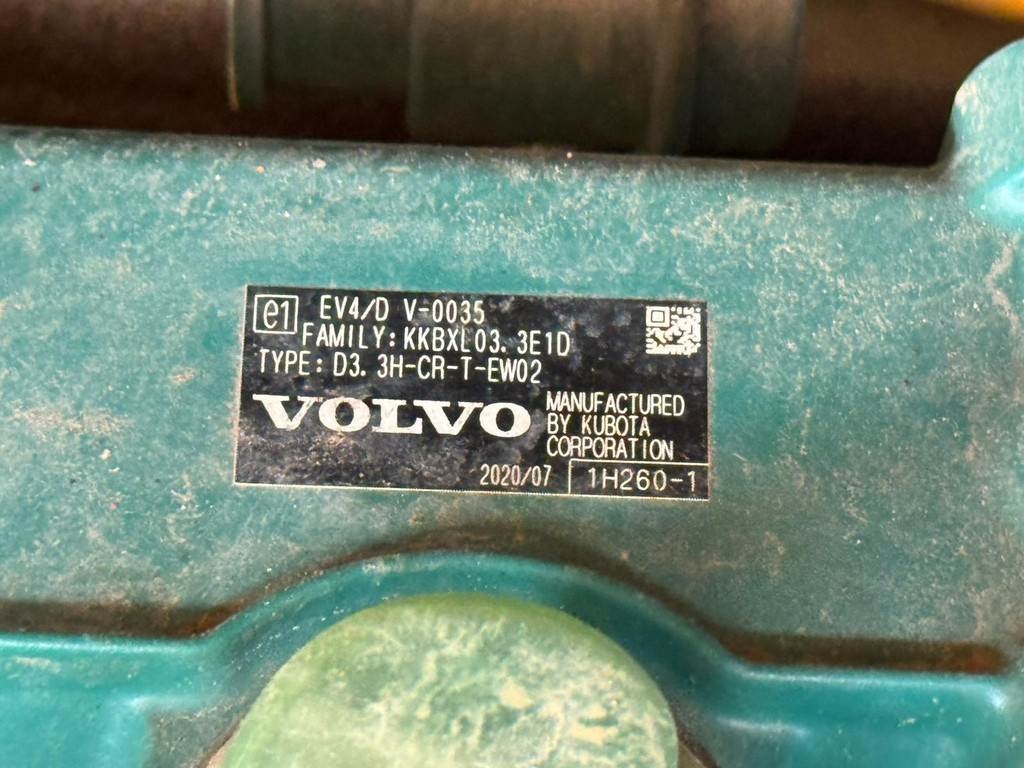 e1 EV4/D V-0035
FAMILY: KKBXL03. 3E1D
TYPE: D3. 3H-CR-T-EW02
VOLVO
MANUFACTURED
BY KUBOTA
CORPORATION
2020/07 1H260-1